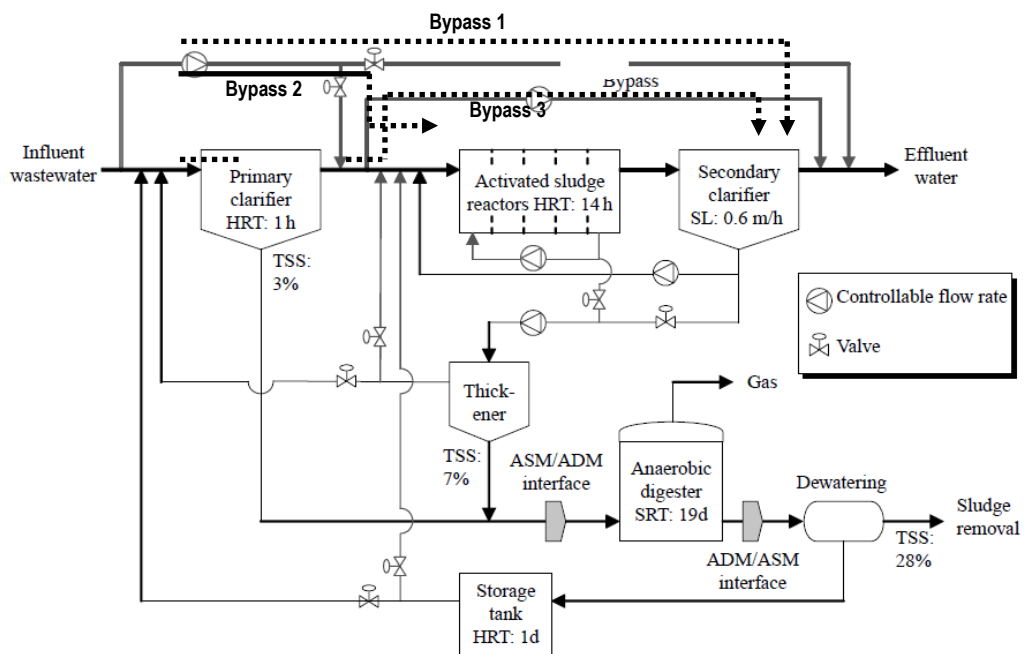 Bypass 1
Bypass 2
Bypass
Bypass 3
Influent
wastewater
Primary
clarifier
HRT: 1 h
Activated sludge
reactors HRT: 14 h
Secondary
clarifier
SL: 0.6 m/h
Effluent
water
TSS:
3%
Controllable flow rate
Valve
Thick-
ener
Gas
TSS:
7%
ASM/ADM
interface
Anaerobic
digester
SRT: 19d
Dewatering
Sludge
removal
TSS:
28%
ADM/ASM
interface
Storage
tank
HRT: 1d